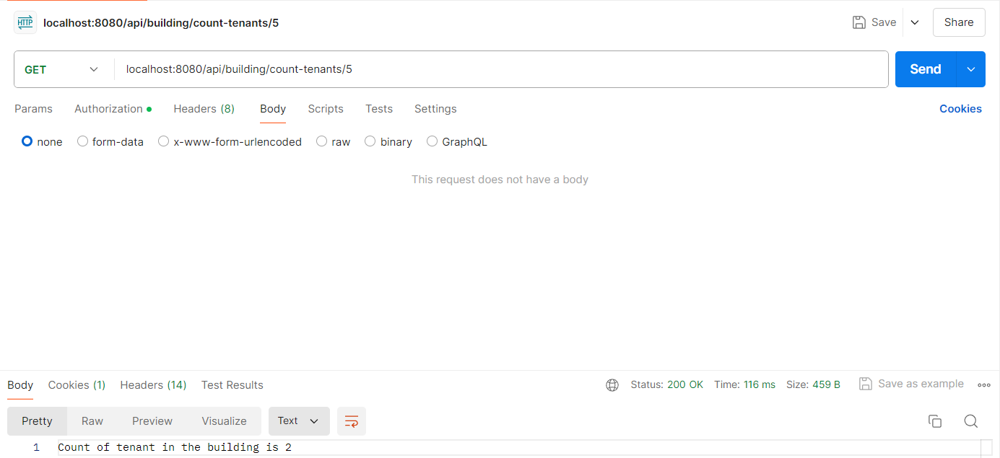 HTTP localhost:8080/api/building/count-tenants/5 Save Share
GET localhost:8080/api/building/count-tenants/5 Send
Params Authorization Headers (8) Body Scripts Tests Settings Cookies
none form-data x-www-form-urlencoded raw binary GraphQL
This request does not have a body
Body Cookies (1) Headers (14) Test Results Status: 200 OK Time: 116 ms Size: 459 B Save as example
Pretty Raw Preview Visualize Text
1 Count of tenant in the building is 2